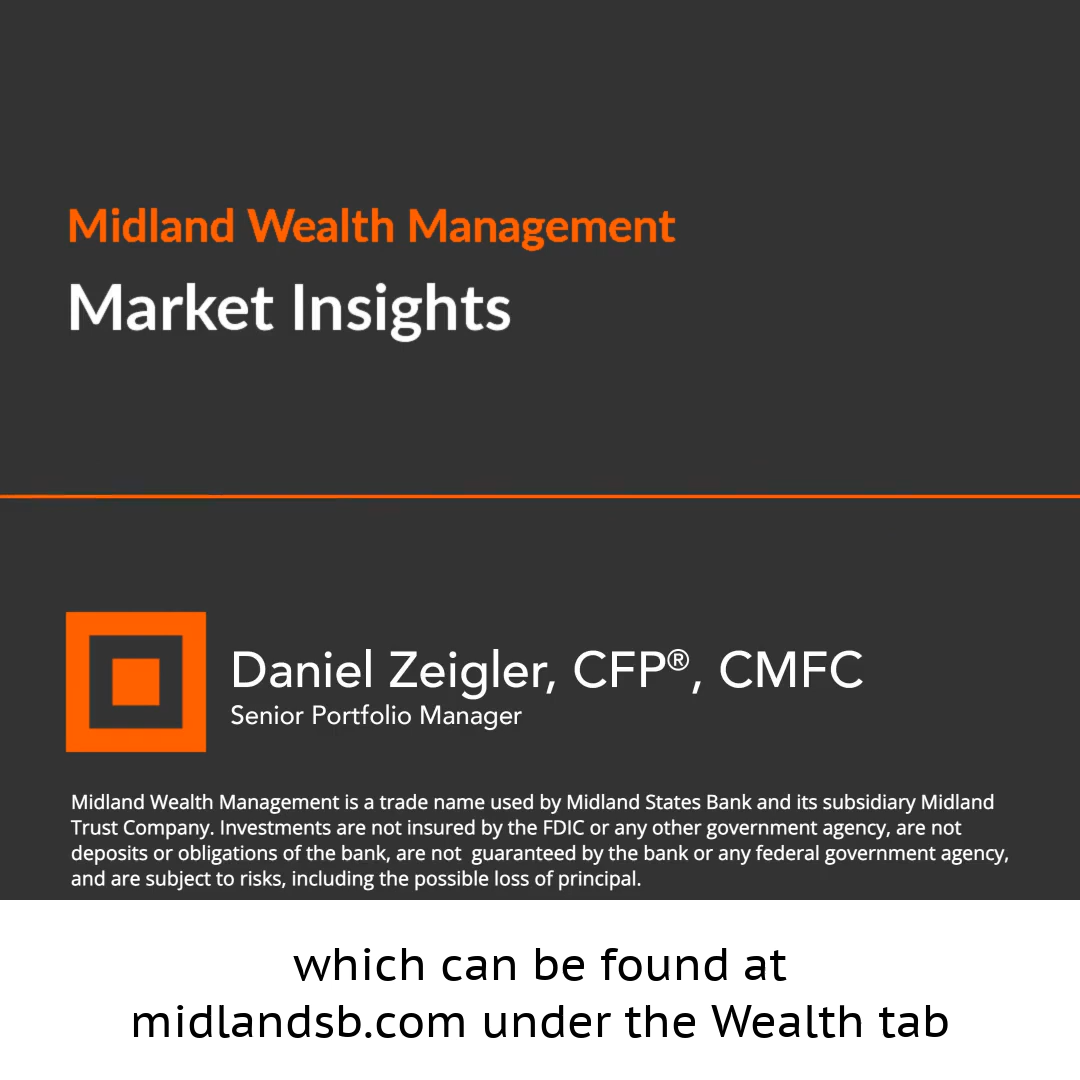 Midland Wealth Management
Market Insights
Daniel Zeigler, CFP®, CMFC
Senior Portfolio Manager
Midland Wealth Management is a trade name used by Midland States Bank and its subsidiary Midland
Trust Company. Investments are not insured by the FDIC or any other government agency, are not
deposits or obligations of the bank, are not guaranteed by the bank or any federal government agency,
and are subject to risks, including the possible loss of principal.
which can be found at
midlandsb.com under the Wealth tab